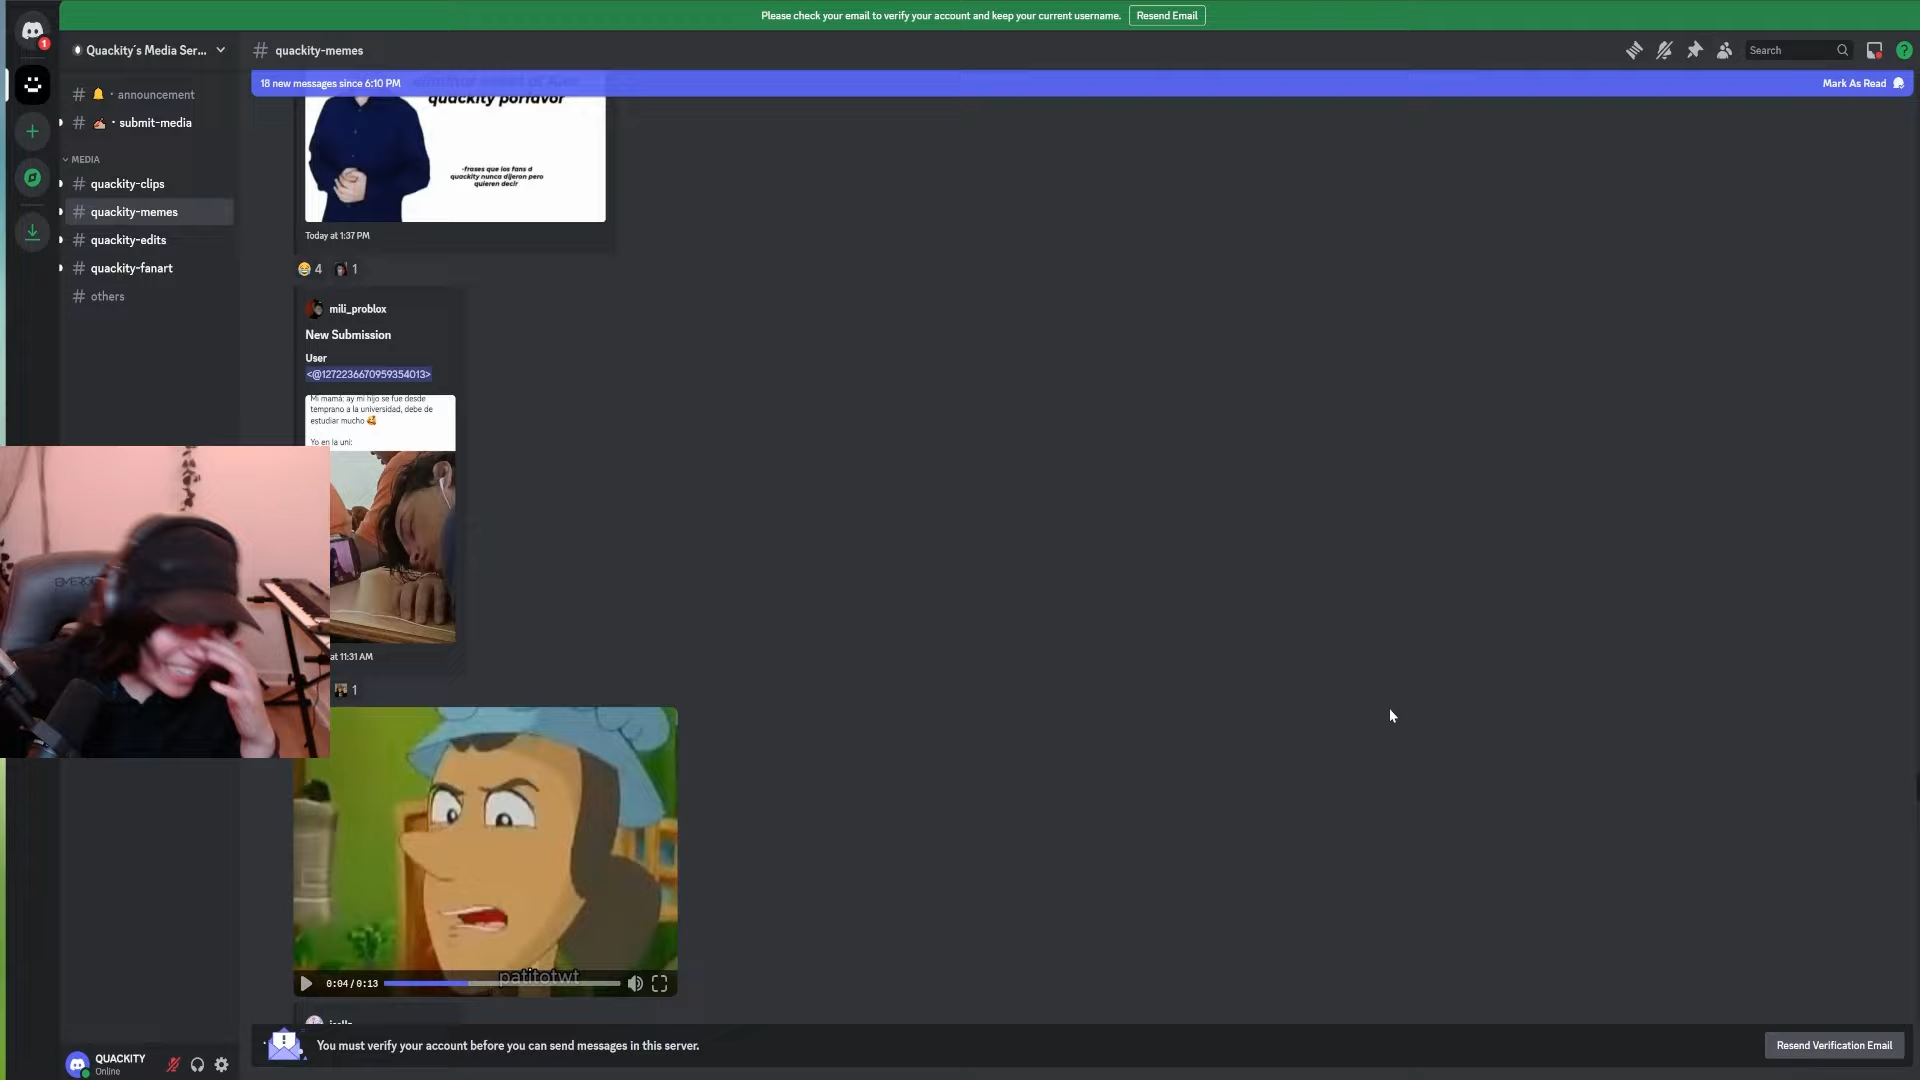 Please check your email to verify your account and keep your current username.
Resend Email
1
Quackity´s Media Ser...
quackity-memes
Search
18 new messages since 6:10 PM
Mark As Read
announcement
submit-media
MEDIA
quackity-clips
quackity-memes
quackity-edits
quackity-fanart
others
quackity porfavor
-frases que los fans d
quackity nunca dijeron pero
quieren decir
Today at 1:37 PM
4
1
mili_problox
New Submission
User
<@1272236670959354013>
Mi mamá: ay mi hijo se fue desde
temprano a la universidad, debe de
estudiar mucho 🥰
Yo en la uni:
at 11:31 AM
1
patitotwt
0:04 / 0:13
You must verify your account before you can send messages in this server.
Resend Verification Email
QUACKITY
Online